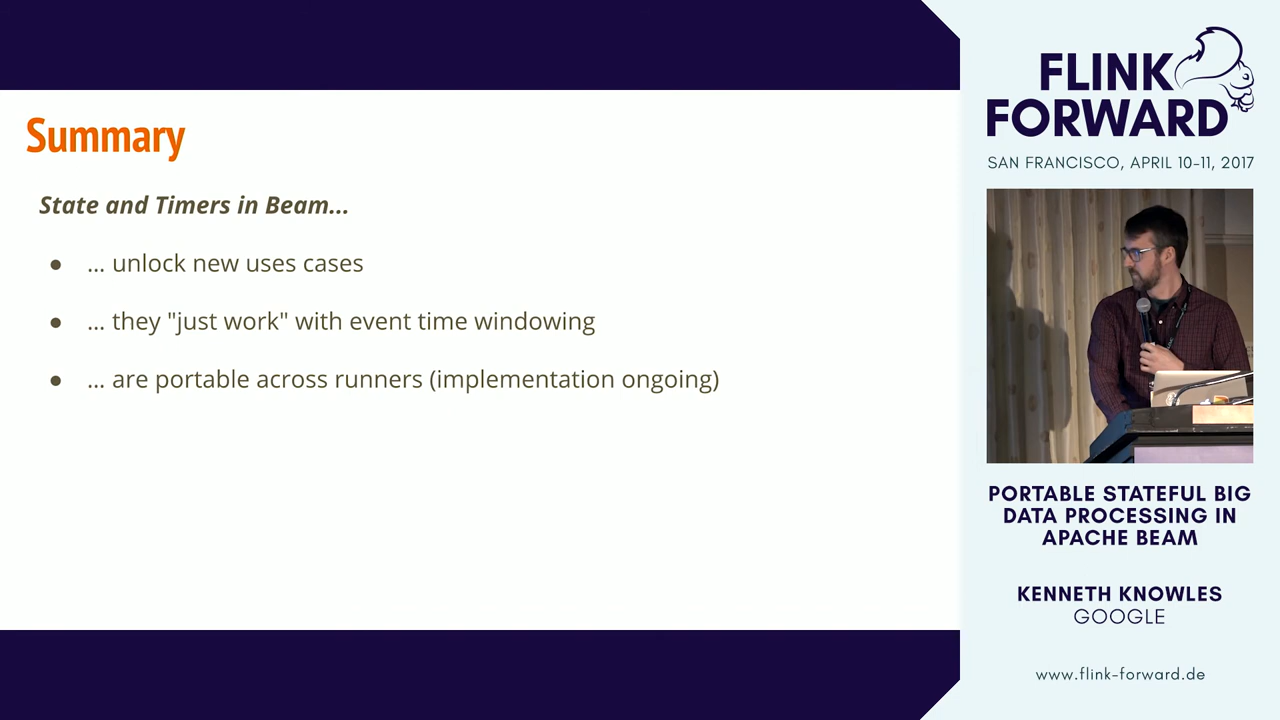 Summary
State and Timers in Beam...
● ... unlock new uses cases
● ... they "just work" with event time windowing
● ... are portable across runners (implementation ongoing)
FLINK
FORWARD
SAN FRANCISCO, APRIL 10-11, 2017
PORTABLE STATEFUL BIG
DATA PROCESSING IN
APACHE BEAM
KENNETH KNOWLES
GOOGLE
www.flink-forward.de